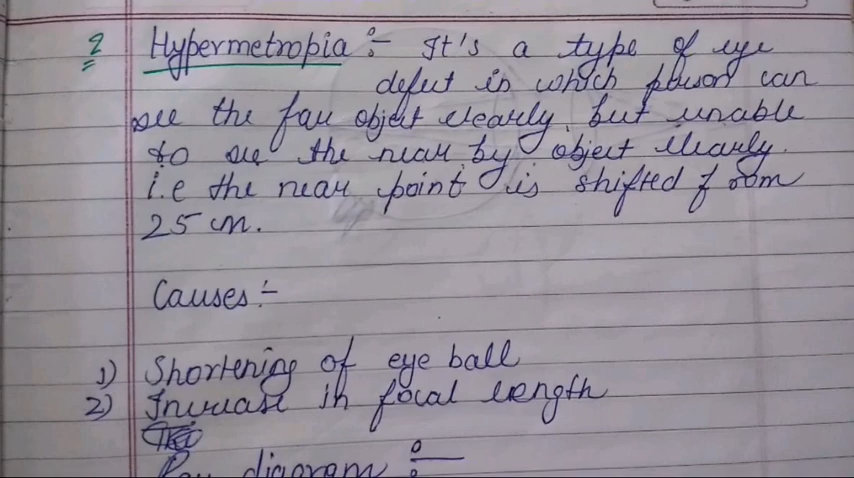 2 Hypermetropia :- It's a type of eye
defect in which person can
see the far object clearly but unable
to see the near by object clearly.
i.e the near point is shifted from
25 cm.
Causes :-
1) Shortening of eye ball
2) Increase in focal length
Ray diagram :-